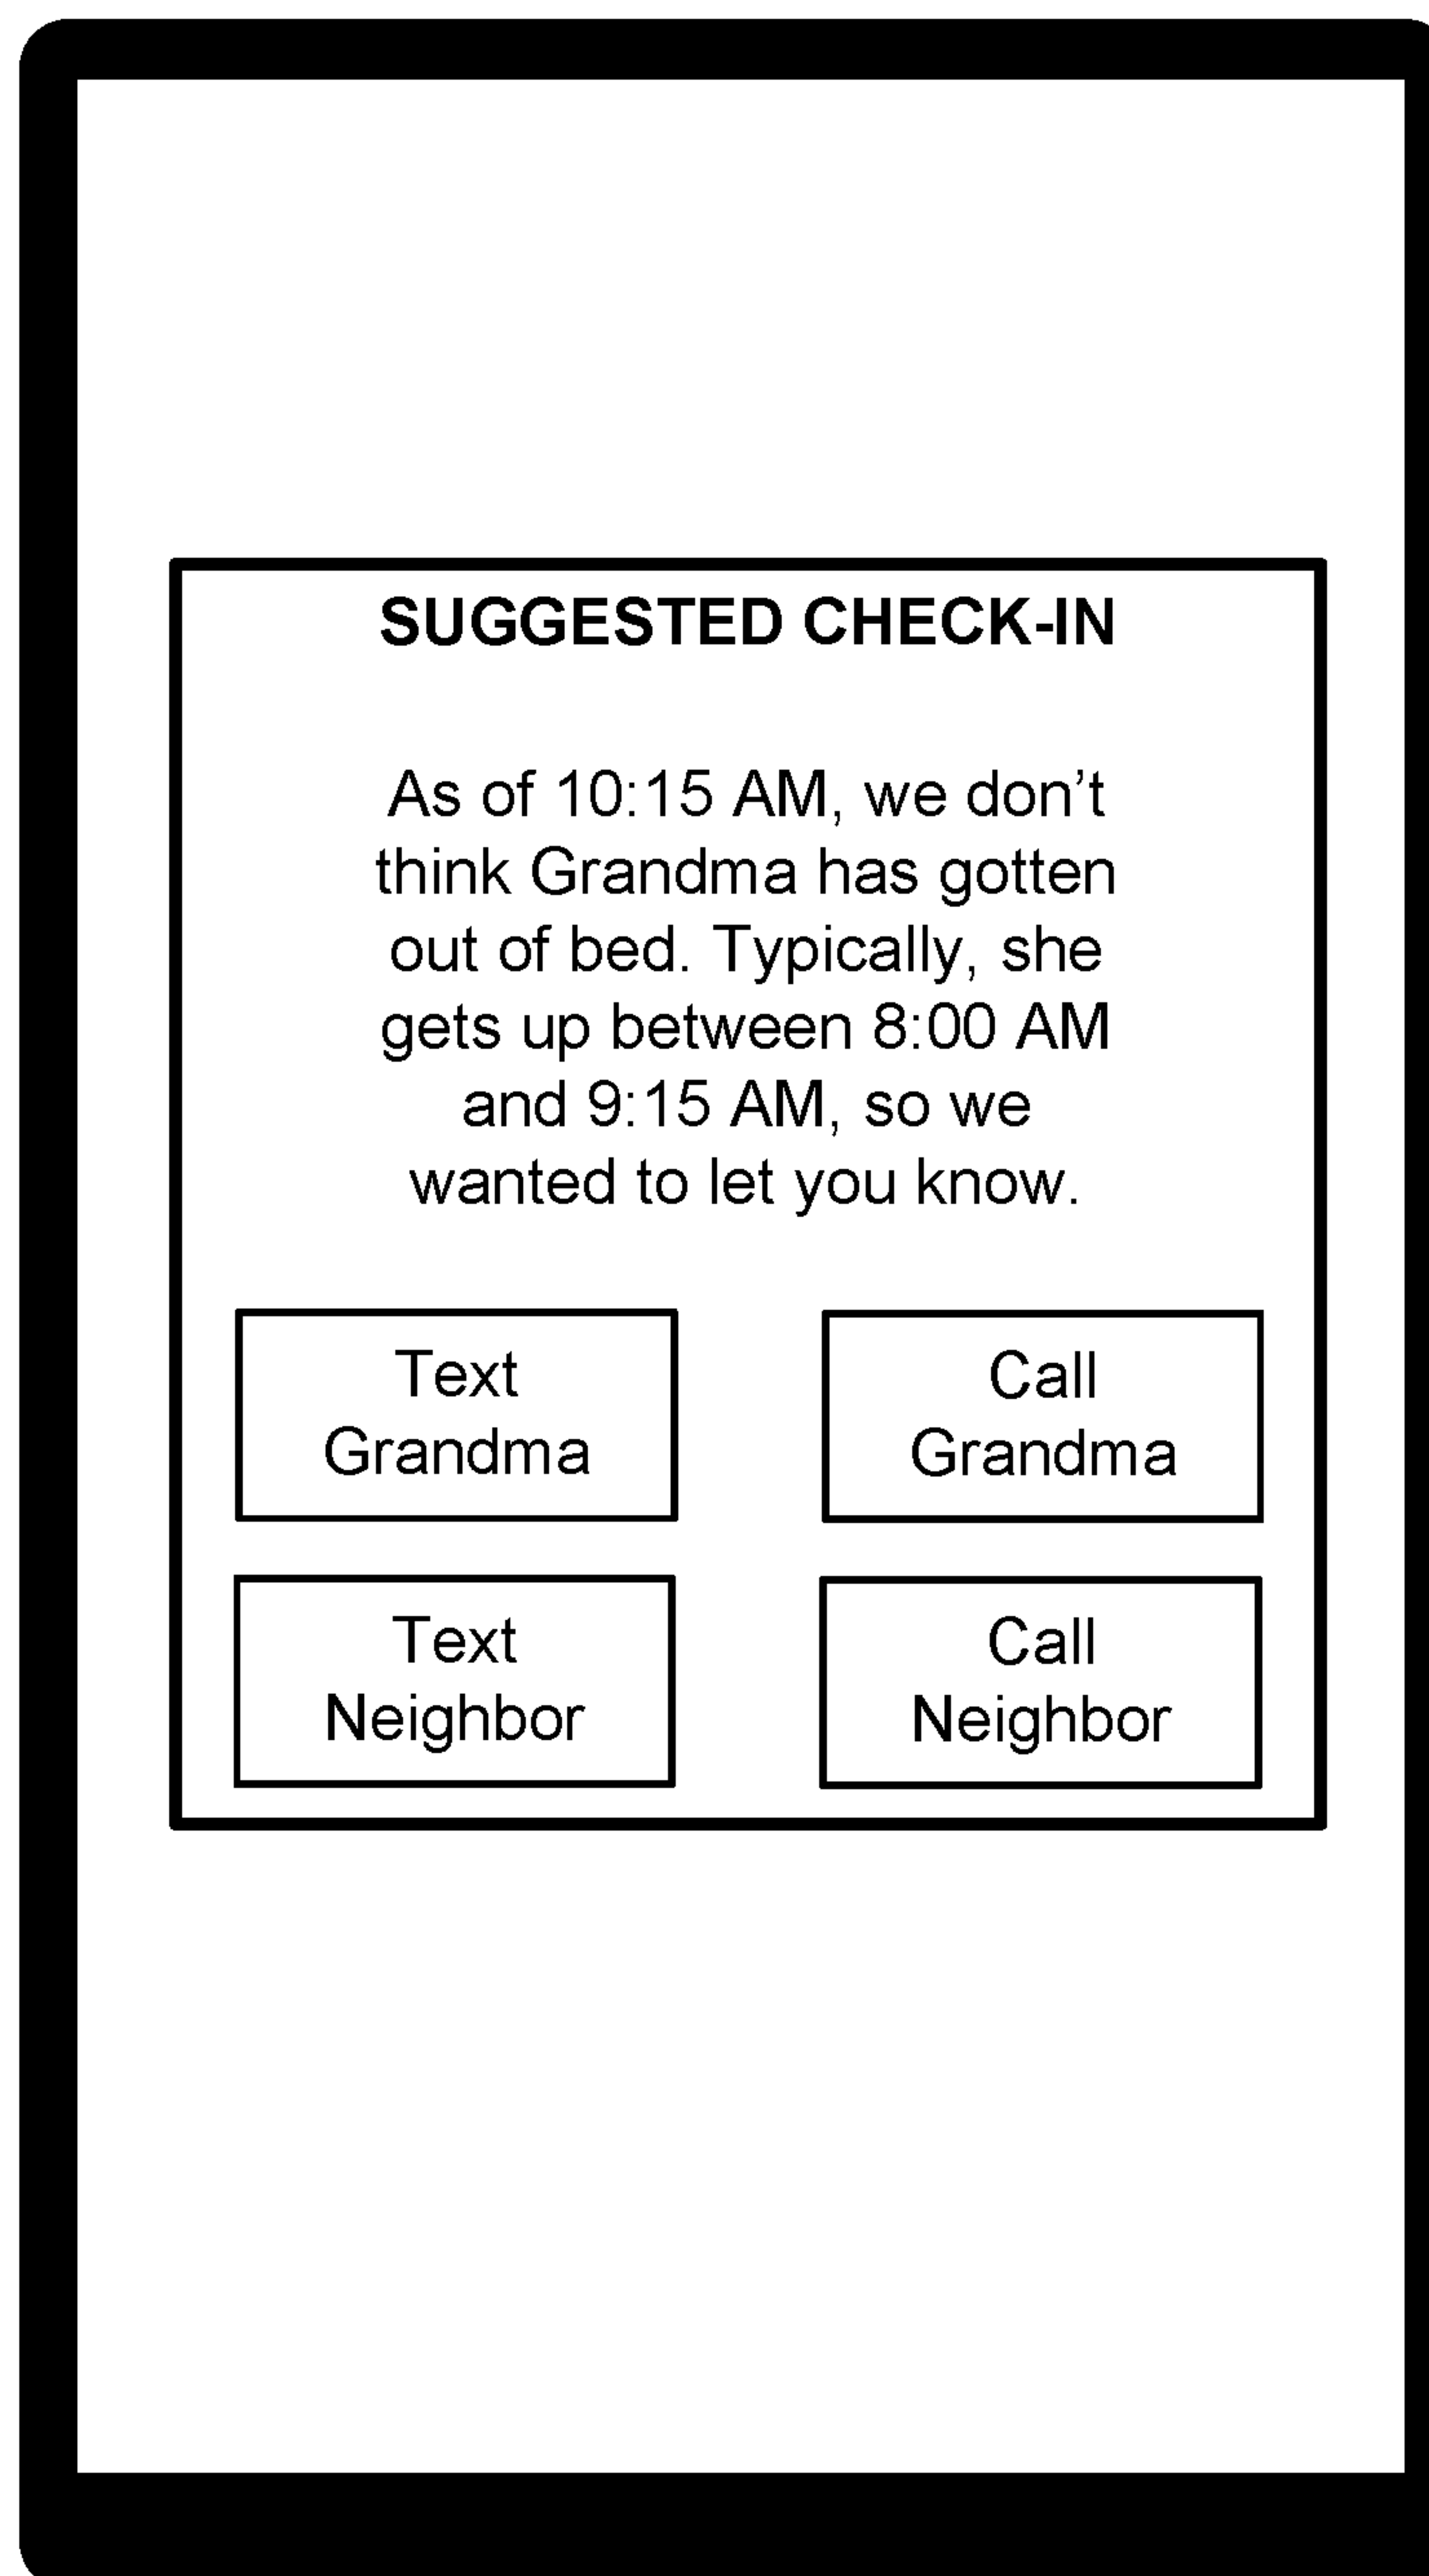 SUGGESTED CHECK-IN
As of 10:15 AM, we don’t
think Grandma has gotten
out of bed. Typically, she
gets up between 8:00 AM
and 9:15 AM, so we
wanted to let you know.
Text
Grandma
Call
Grandma
Text
Neighbor
Call
Neighbor